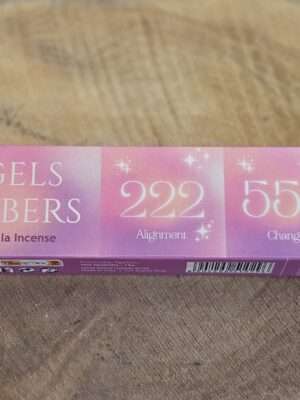 GELS
BERS
la Incense
222
Alignment
55
Chang